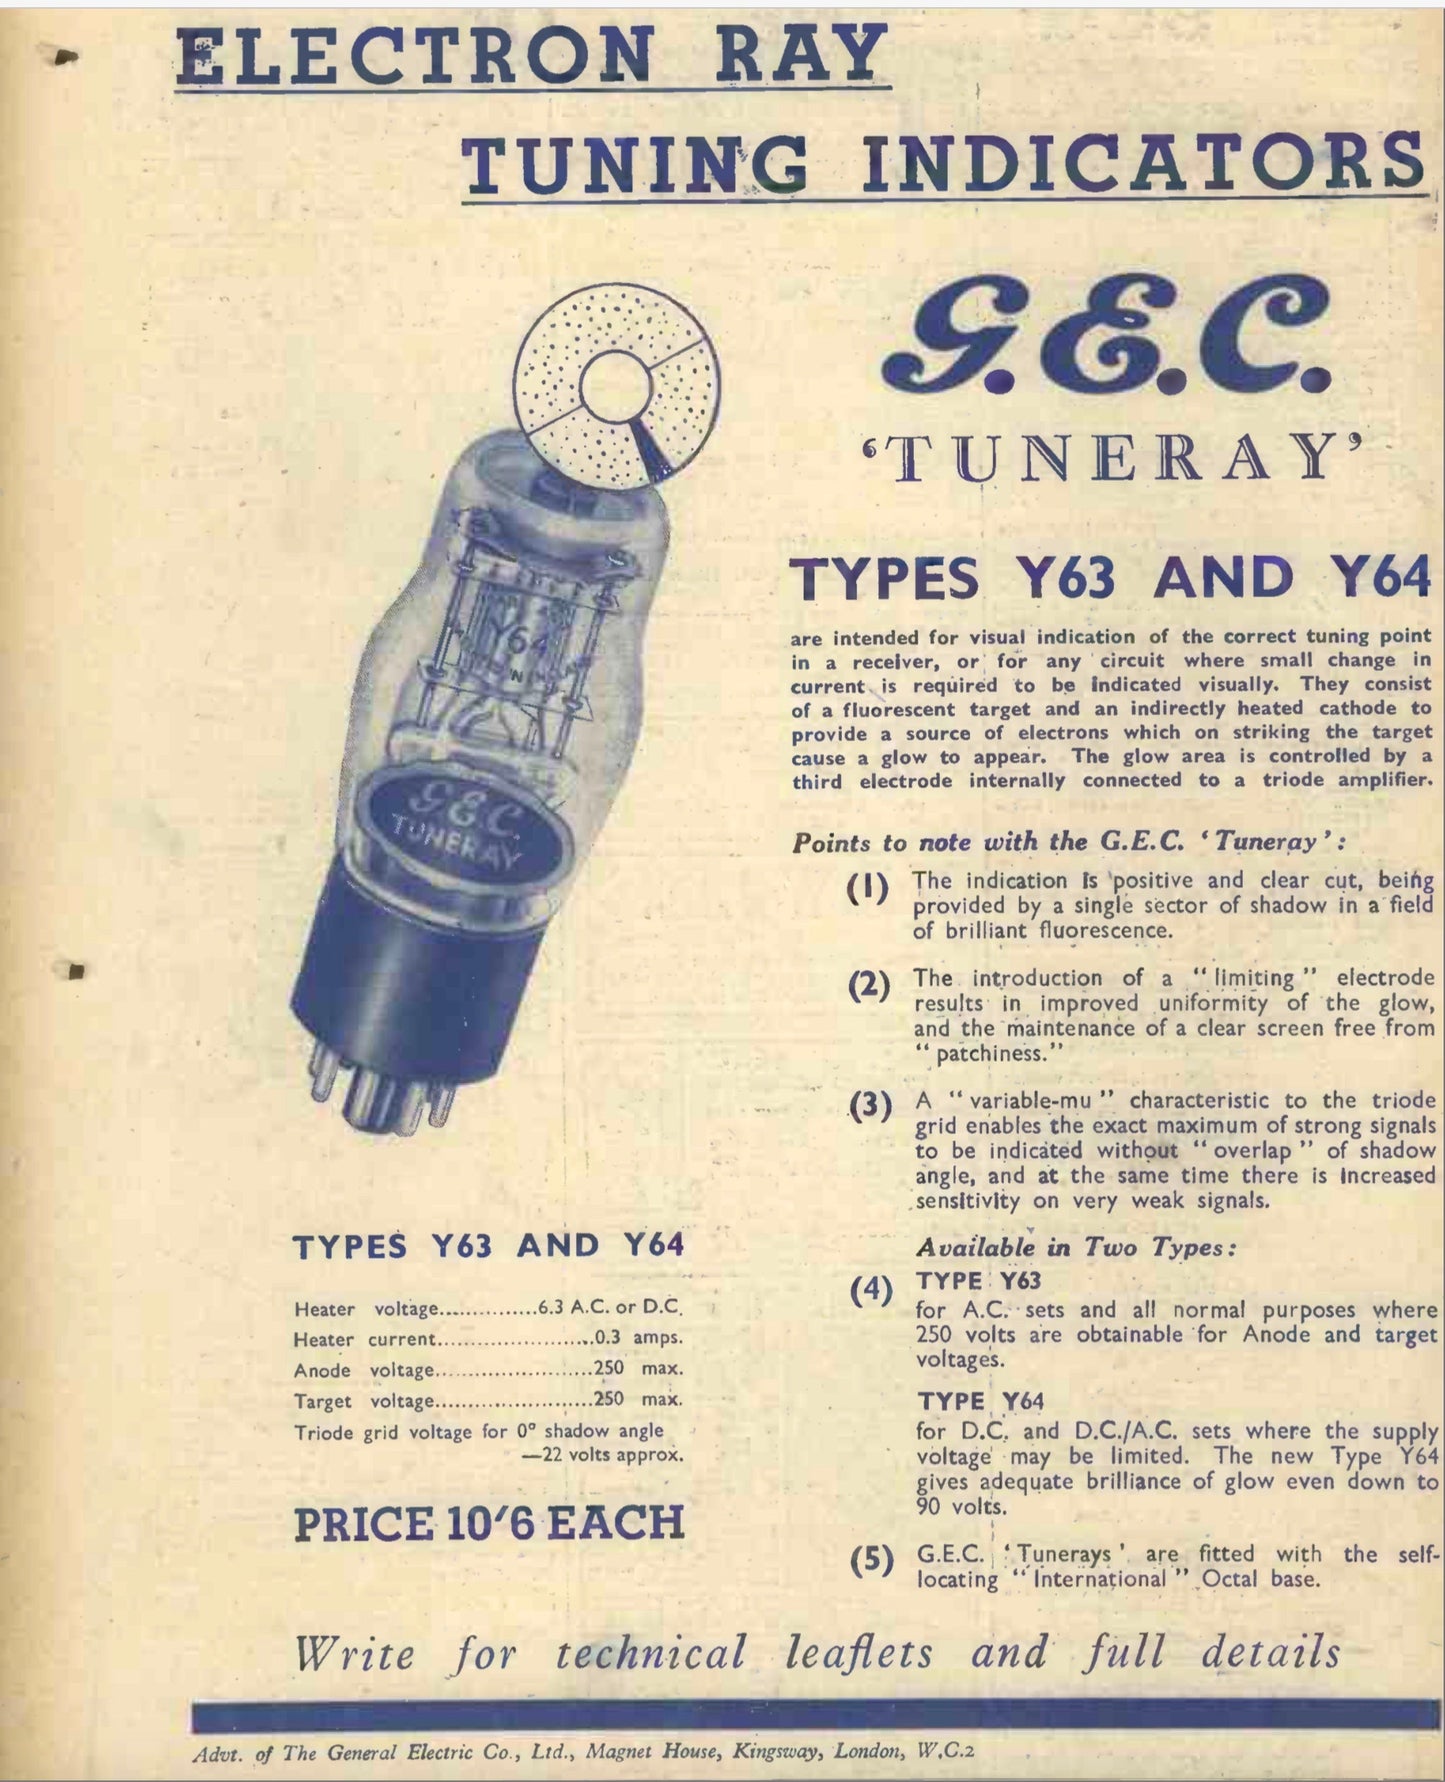 ELECTRON RAY
TUNING INDICATORS
G.E.C.
‘TUNERAY’
Y64
G.E.C.
TUNERAY
TYPES Y63 AND Y64
are intended for visual indication of the correct tuning point
in a receiver, or for any circuit where small change in
current is required to be indicated visually. They consist
of a fluorescent target and an indirectly heated cathode to
provide a source of electrons which on striking the target
cause a glow to appear. The glow area is controlled by a
third electrode internally connected to a triode amplifier.
Points to note with the G.E.C. ‘Tuneray’:
(1) The indication is positive and clear cut, being
provided by a single sector of shadow in a field
of brilliant fluorescence.
(2) The introduction of a “limiting” electrode
results in improved uniformity of the glow,
and the maintenance of a clear screen free from
“patchiness.”
(3) A “variable-mu” characteristic to the triode
grid enables the exact maximum of strong signals
to be indicated without “overlap” of shadow
angle, and at the same time there is increased
sensitivity on very weak signals.
Available in Two Types:
(4) TYPE Y63
for A.C. sets and all normal purposes where
250 volts are obtainable for Anode and target
voltages.
TYPE Y64
for D.C. and D.C./A.C. sets where the supply
voltage may be limited. The new Type Y64
gives adequate brilliance of glow even down to
90 volts.
(5) G.E.C. ‘Tunerays’ are fitted with the self-
locating “International” Octal base.
TYPES Y63 AND Y64
Heater voltage...............6.3 A.C. or D.C.
Heater current........................0.3 amps.
Anode voltage.........................250 max.
Target voltage.........................250 max.
Triode grid voltage for 0° shadow angle
—22 volts approx.
PRICE 10'6 EACH
Write for technical leaflets and full details
Advt. of The General Electric Co., Ltd., Magnet House, Kingsway, London, W.C.2